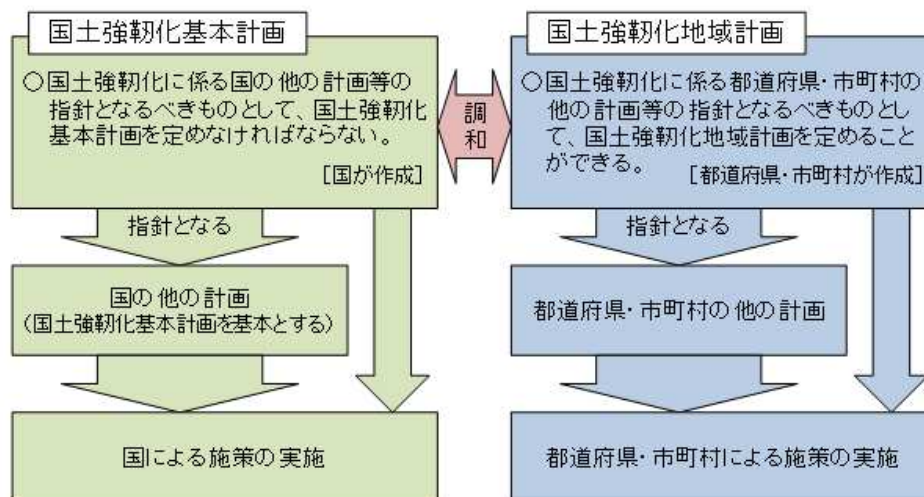 国土強靱化基本計画
○国土強靱化に係る国の他の計画等の
指針となるべきものとして、国土強靱化
基本計画を定めなければならない。
[国が作成]
指針となる
国の他の計画
(国土強靱化基本計画を基本とする)
国による施策の実施
調
和
国土強靱化地域計画
○国土強靱化に係る都道府県・市町村の
他の計画等の指針となるべきものとし
て、国土強靱化地域計画を定めること
ができる。
[都道府県・市町村が作成]
指針となる
都道府県・市町村の他の計画
都道府県・市町村による施策の実施